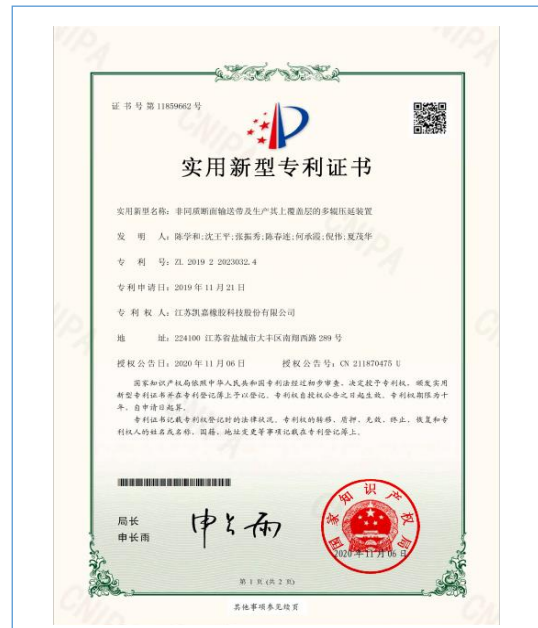 证书号第11859662号
实用新型专利证书
实用新型名称：非同质断面输送带及生产其上覆盖层的多辊压延装置
发 明 人：陈学和;沈王平;张振秀;陈春连;何承霞;倪伟;夏茂华
专 利 号：ZL 2019 2 2023032.4
专利申请日：2019年11月21日
专 利 权 人：江苏凯嘉橡胶科技股份有限公司
地 址：224100 江苏省盐城市大丰区南翔西路289号
授权公告日：2020年11月06日 授权公告号：CN 211870475 U
国家知识产权局依照中华人民共和国专利法经过初步审查，决定授予专利权，颁发实用
新型专利证书并在专利登记簿上予以登记。专利权自授权公告之日起生效。专利权期限为十
年，自申请日起算。
专利证书记载专利权登记时的法律状况。专利权的转移、质押、无效、终止、恢复和专
利权人的姓名或名称、国籍、地址变更等事项记载在专利登记簿上。
局长
申长雨
申长雨
国家知识产权局
2020年11月06日
第 1 页 (共 2 页)
其他事项参见续页
CNIPA
CNIPA
CNIPA
CNIPA